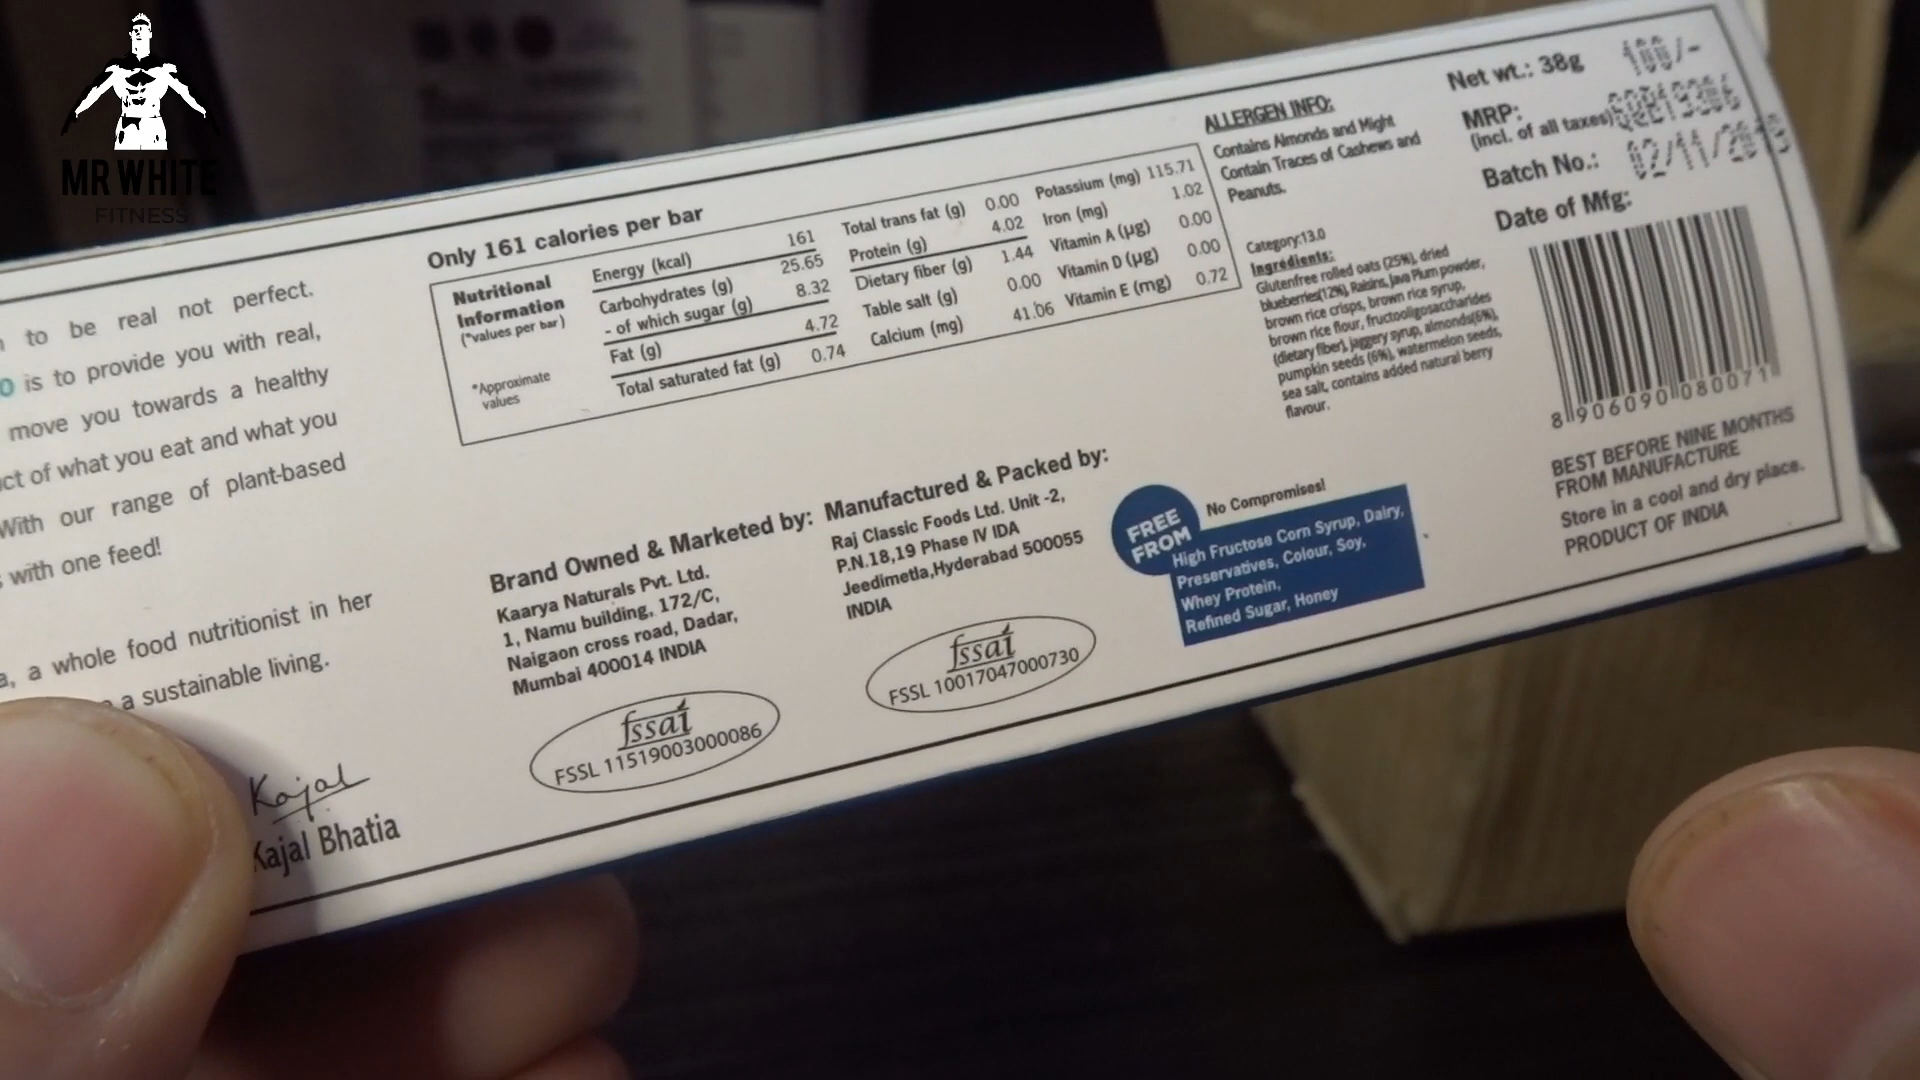 MR WHITE
FITNESS
to be real not perfect.
is to provide you with real,
move you towards a healthy
ct of what you eat and what you
With our range of plant-based
with one feed!
a, a whole food nutritionist in her
a sustainable living.
Kajal
Kajal Bhatia
Only 161 calories per bar
Nutritional
Information
(*values per bar)
*Approximate
values
Energy (kcal) 161
Carbohydrates (g) 25.65
- of which sugar (g) 8.32
Fat (g) 4.72
Total saturated fat (g) 0.74
Total trans fat (g) 0.00
Protein (g) 4.02
Dietary fiber (g) 1.44
Table salt (g) 0.00
Calcium (mg) 41.06
Potassium (mg) 115.71
Iron (mg) 1.02
Vitamin A (µg) 0.00
Vitamin D (µg) 0.00
Vitamin E (mg) 0.72
Brand Owned & Marketed by:
Kaarya Naturals Pvt. Ltd.
1, Namu building, 172/C,
Naigaon cross road, Dadar,
Mumbai 400014 INDIA
fssai
FSSL 11519003000086
Manufactured & Packed by:
Raj Classic Foods Ltd. Unit -2,
P.N.18,19 Phase IV IDA
Jeedimetla,Hyderabad 500055
INDIA
fssai
FSSL 10017047000730
ALLERGEN INFO:
Contains Almonds and Might
Contain Traces of Cashews and
Peanuts.
Category:13.0
Ingredients:
Glutenfree rolled oats (25%), dried
blueberries(12%), Raisins, Java Plum powder,
brown rice crisps, brown rice syrup,
brown rice flour, fructooligosaccharides
(dietary fiber), jaggery syrup, almonds(6%),
pumpkin seeds (6%), watermelon seeds,
sea salt, contains added natural berry
flavour.
FREE
FROM
No Compromises!
High Fructose Corn Syrup, Dairy,
Preservatives, Colour, Soy,
Whey Protein,
Refined Sugar, Honey
Net wt.: 38g
MRP: 100/-
(incl. of all taxes)
Batch No.:
Date of Mfg:
8 906090 080071
BEST BEFORE NINE MONTHS
FROM MANUFACTURE
Store in a cool and dry place.
PRODUCT OF INDIA